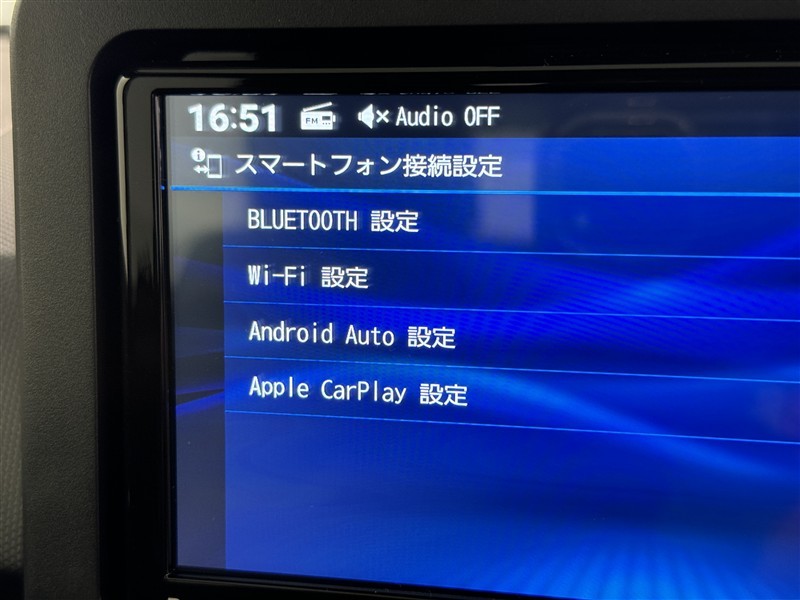 16:51 FM Audio OFF
スマートフォン接続設定
BLUETOOTH 設定
Wi-Fi 設定
Android Auto 設定
Apple CarPlay 設定